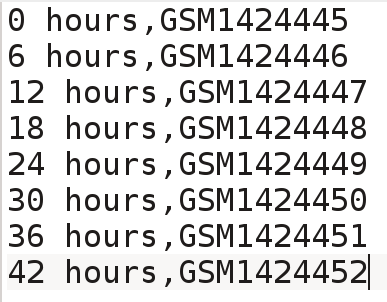 0 hours,GSM1424445
6 hours,GSM1424446
12 hours,GSM1424447
18 hours,GSM1424448
24 hours,GSM1424449
30 hours,GSM1424450
36 hours,GSM1424451
42 hours,GSM1424452